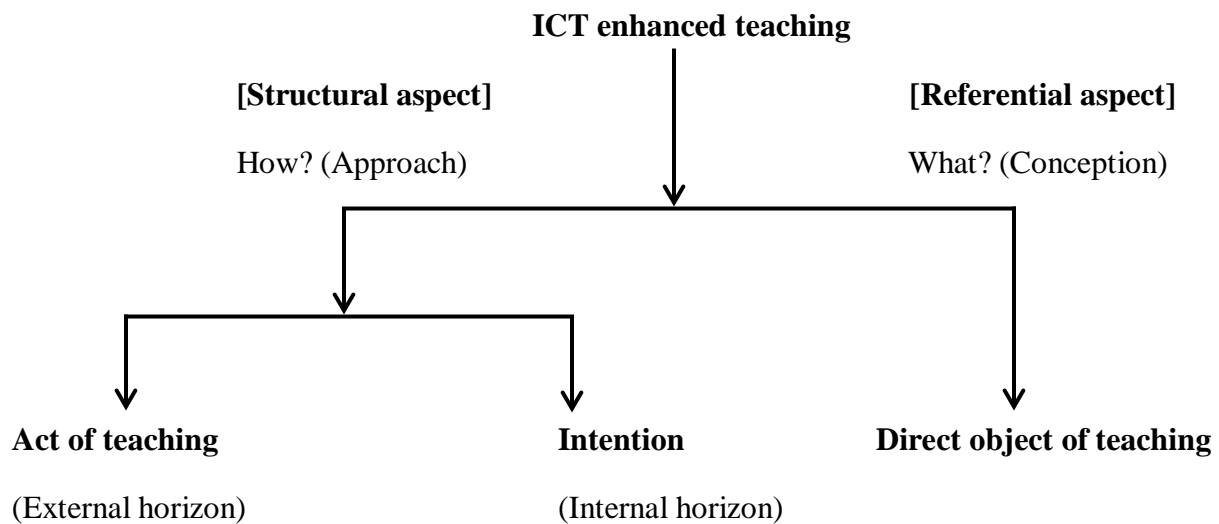 ICT enhanced teaching
[Structural aspect]
[Referential aspect]
How? (Approach)
What? (Conception)
Act of teaching
Intention
Direct object of teaching
(External horizon)
(Internal horizon)